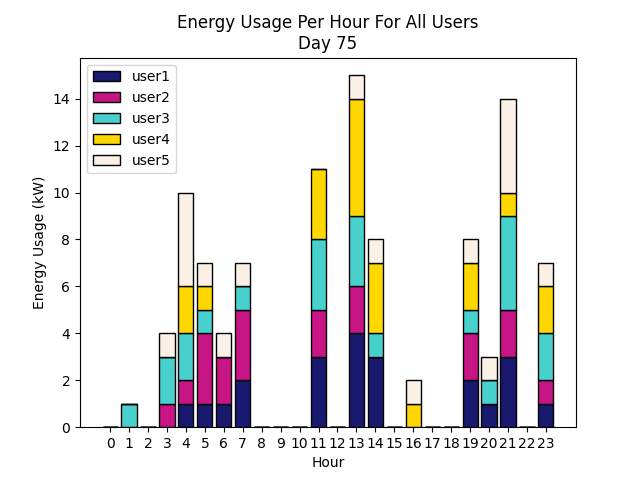 Energy Usage Per Hour For All Users
Day 75
user1
user2
user3
user4
user5
Energy Usage (kW)
14
12
10
8
6
4
2
0
0 1 2 3 4 5 6 7 8 9 10 11 12 13 14 15 16 17 18 19 20 21 22 23
Hour